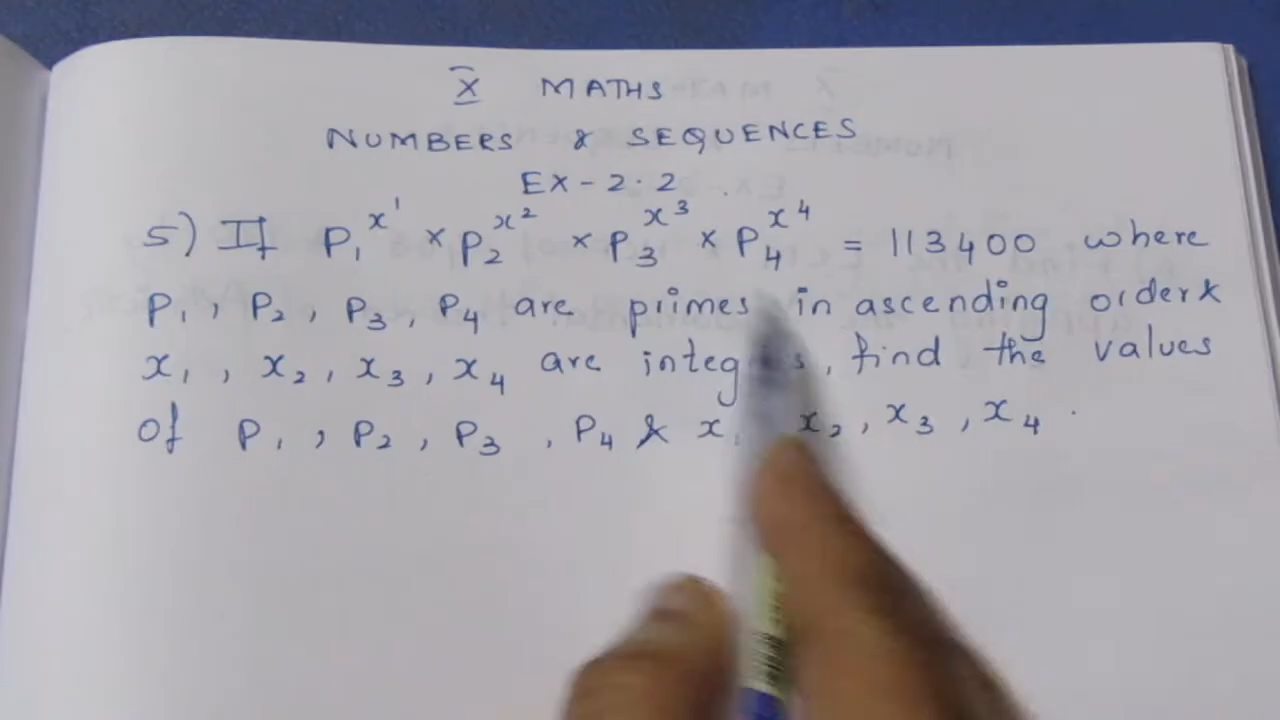 X MATHS
NUMBERS & SEQUENCES
EX-2.2
5) If P₁^x1 × P₂^x2 × P₃^x3 × P₄^x4 = 113400 where
P₁, P₂, P₃, P₄ are primes in ascending order &
x₁, x₂, x₃, x₄ are , find the values
of P₁, P₂, P₃, P₄ & x₁ x₂, x₃, x₄.